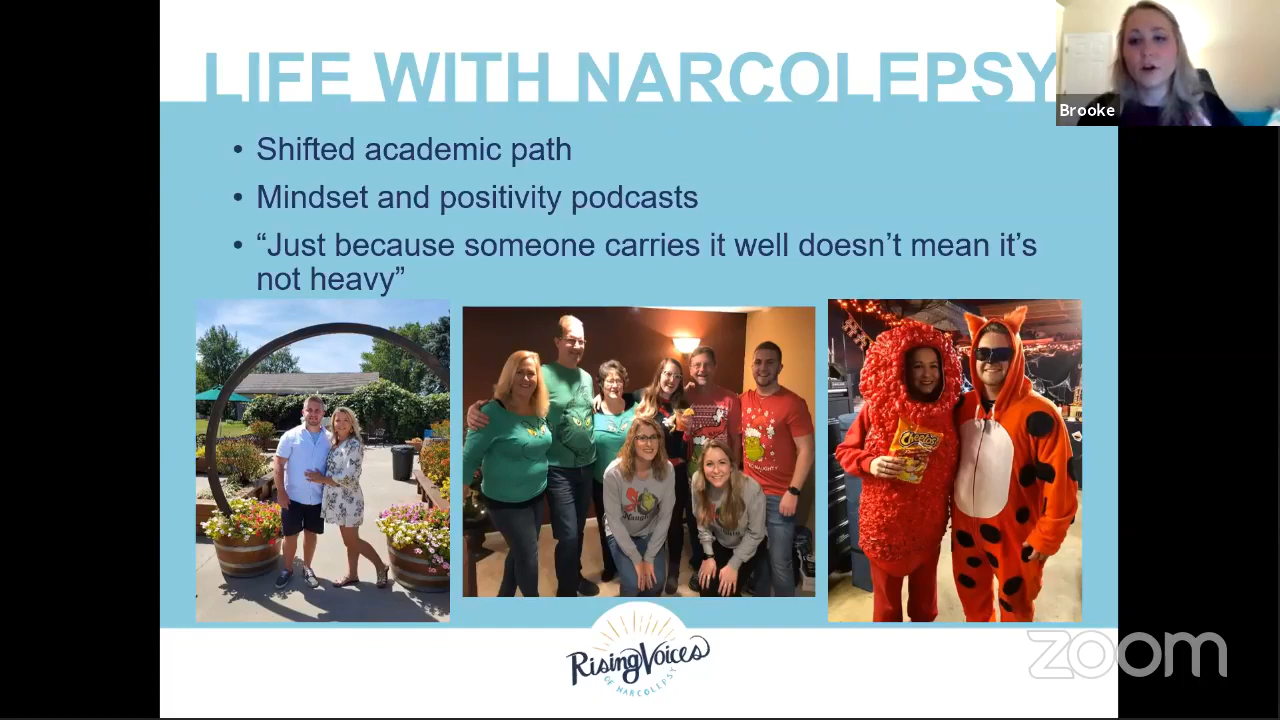 LIFE WITH NARCOLEPSY
Brooke
• Shifted academic path
• Mindset and positivity podcasts
• “Just because someone carries it well doesn’t mean it’s
not heavy”
Cheetos
Rising Voices
OF NARCOLEPSY
zoom